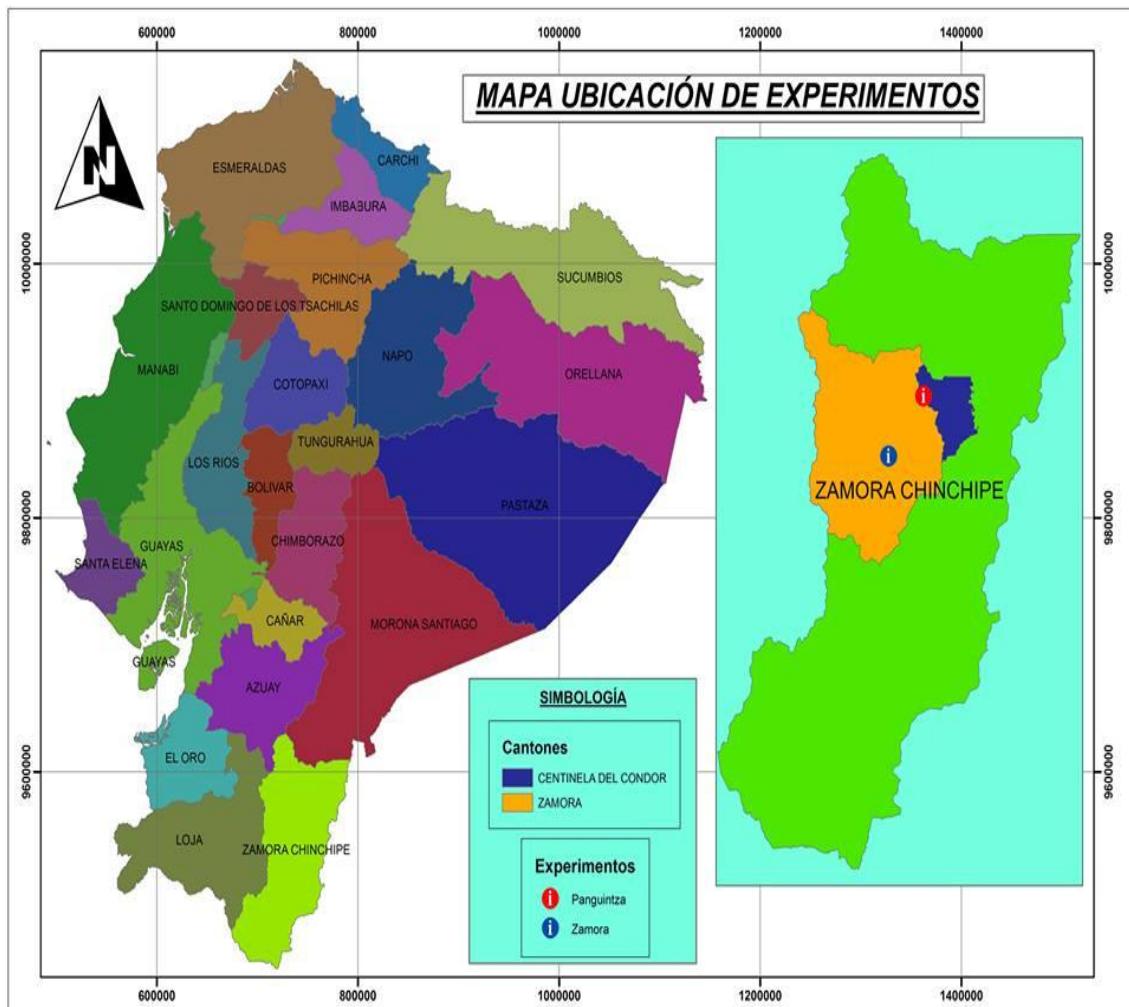 600000 800000 1000000 1200000 1400000
MAPA UBICACIÓN DE EXPERIMENTOS
N
ESMERALDAS
CARCHI
IMBABURA
SUCUMBIOS
PICHINCHA
SANTO DOMINGO DE LOS TSACHILAS
NAPO
ORELLANA
MANABI
COTOPAXI
TUNGURAHUA
LOS RIOS
BOLIVAR
PASTAZA
GUAYAS
CHIMBORAZO
SANTA ELENA
CAÑAR
MORONA SANTIAGO
GUAYAS
AZUAY
EL ORO
LOJA
ZAMORA CHINCHIPE
SIMBOLOGÍA
Cantones
CENTINELA DEL CONDOR
ZAMORA
Experimentos
i Panguintza
i Zamora
i
i
ZAMORA CHINCHIPE
10000000
9800000
9600000
10000000
9800000
9600000
600000 800000 1000000 1200000 1400000